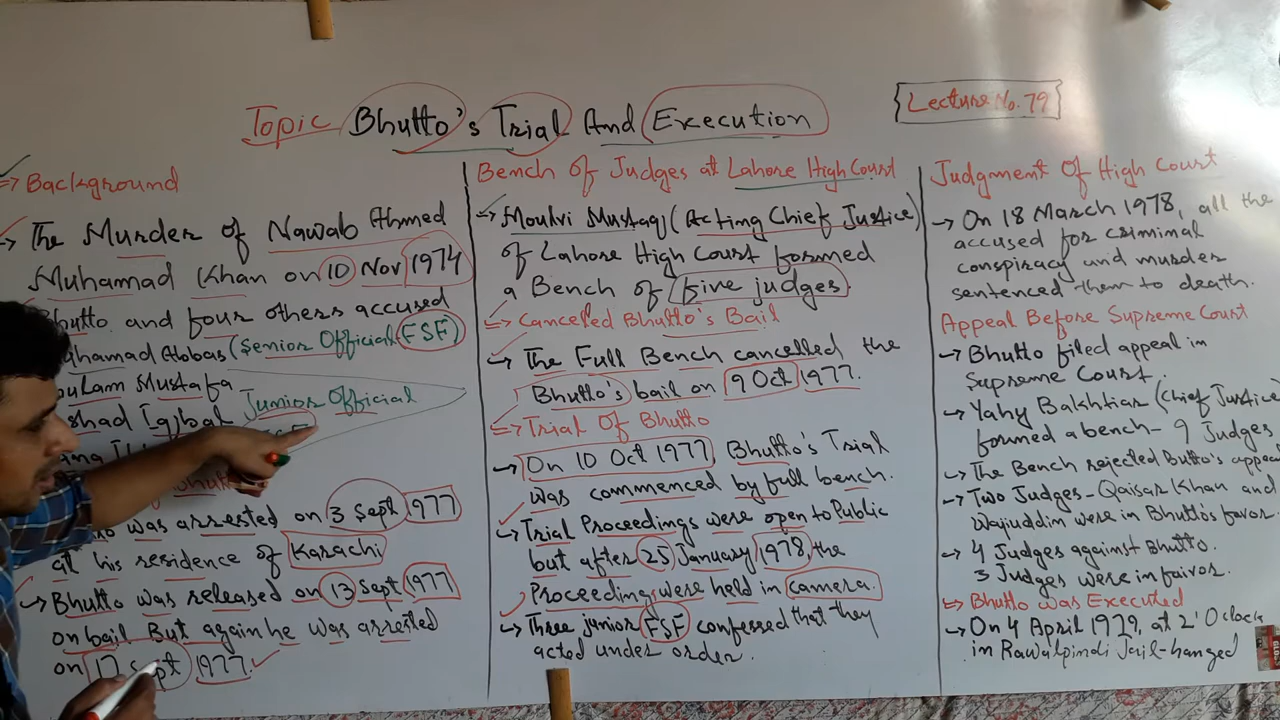 Topic Bhutto's Trial And Execution
Lecture No. 79
⇒ Background
→ The Murder of Nawab Ahmed
Muhamad Khan on 10 Nov 1974
Bhutto and four others accused
Abbas (Senior Official FSF)
Mustafa
Iqbal Junior Official
was arrested on 3 Sept 1977
at his residence of Karachi
→ Bhutto was released on 13 Sept 1977
on bail But again he was arrested
on 17 Sept 1977.
Bench Of Judges at Lahore High Court
→ Moulvi Mustaq (Acting Chief Justice)
of Lahore High Court formed
a Bench of (five judges)
⇒ Cancelled Bhutto's Bail
→ The Full Bench cancelled the
Bhutto's bail on 9 Oct 1977.
⇒ Trial Of Bhutto
→ On 10 Oct 1977 Bhutto's Trial
was commenced by full bench.
→ Trial Proceedings were open to Public
but after 25 January 1978, the
Proceedings were held in camera.
→ Three junior FSF confessed that they
acted under order.
Judgment Of High Court
→ On 18 March 1978, all the
accused for criminal
conspiracy and murder
sentenced them to death.
Appeal Before Supreme Court
→ Bhutto filed appeal in
Supreme Court.
→ Yahy Bakhtiar (Chief Justice
formed a bench - 9 Judges
→ The Bench rejected Butto's appeal
→ Two Judges - Qaisar Khan and
Wajuddim were in Bhutto's favor.
→ 4 Judges against Bhutto.
3 Judges were in favor.
⇒ Bhutto was Executed
→ On 4 April 1979, at 2'O clock
in Rawalpindi Jail-hanged